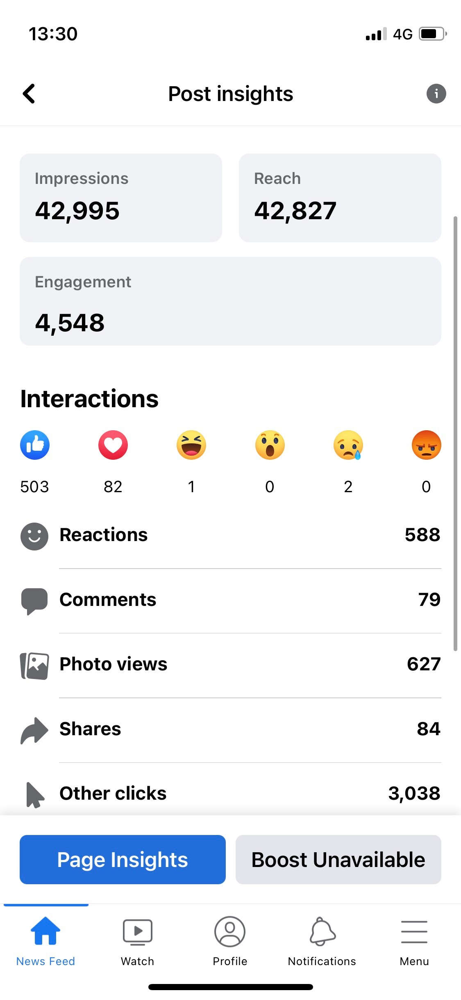 13:30
4G
Post insights
Impressions
42,995
Reach
42,827
Engagement
4,548
Interactions
503 82 1 0 2 0
Reactions 588
Comments 79
Photo views 627
Shares 84
Other clicks 3,038
Page Insights
Boost Unavailable
News Feed Watch Profile Notifications Menu